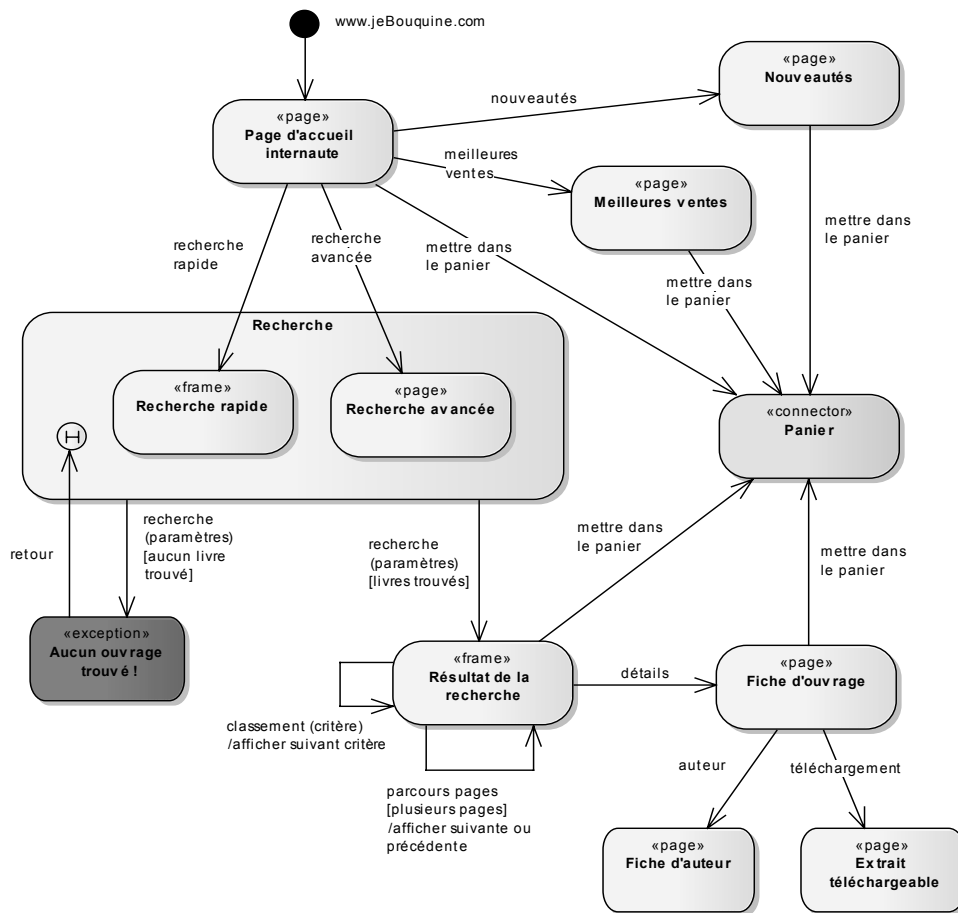 www.jeBouquine.com
«page»
Nouveautés
nouveautés
«page»
Page d'accueil
internaute
meilleures
ventes
«page»
Meilleures ventes
recherche
rapide
recherche
avancée
mettre dans
le panier
mettre dans
le panier
mettre dans
le panier
Recherche
«frame»
Recherche rapide
«page»
Recherche avancée
«connector»
Panier
H
retour
recherche
(paramètres)
[aucun livre
trouvé]
recherche
(paramètres)
[livres trouvés]
mettre dans
le panier
mettre dans
le panier
«exception»
Aucun ouvrage
trouvé !
«frame»
Résultat de la
recherche
détails
«page»
Fiche d'ouvrage
classement (critère)
/afficher suivant critère
parcours pages
[plusieurs pages]
/afficher suivante ou
précédente
auteur
téléchargement
«page»
Fiche d'auteur
«page»
Extrait
téléchargeable